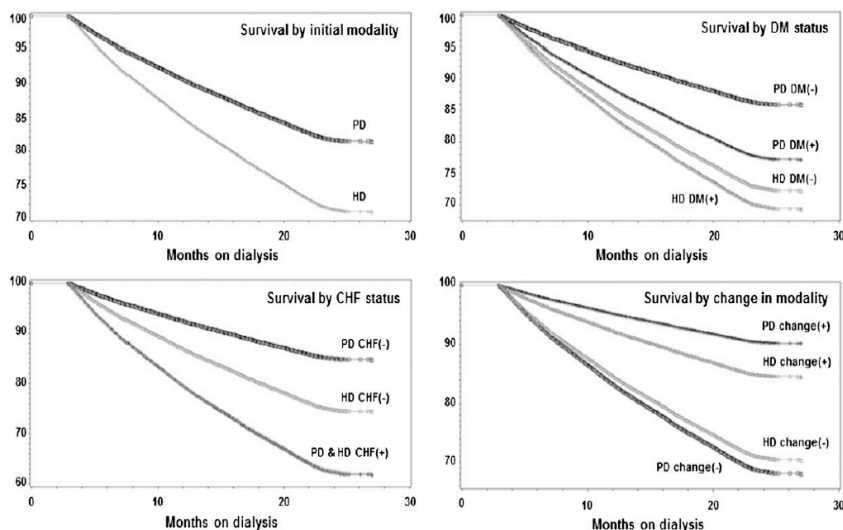 Survival by initial modality
100
95
90
85
80
75
70
PD
HD
0
10
20
30
Months on dialysis
Survival by DM status
100
95
90
85
80
75
70
PD DM(-)
PD DM(+)
HD DM(-)
HD DM(+)
0
10
20
30
Months on dialysis
Survival by CHF status
100
90
80
70
60
PD CHF(-)
HD CHF(-)
PD & HD CHF(+)
0
10
20
30
Months on dialysis
Survival by change in modality
100
90
80
70
PD change(+)
HD change(+)
HD change(-)
PD change(-)
0
10
20
30
Months on dialysis